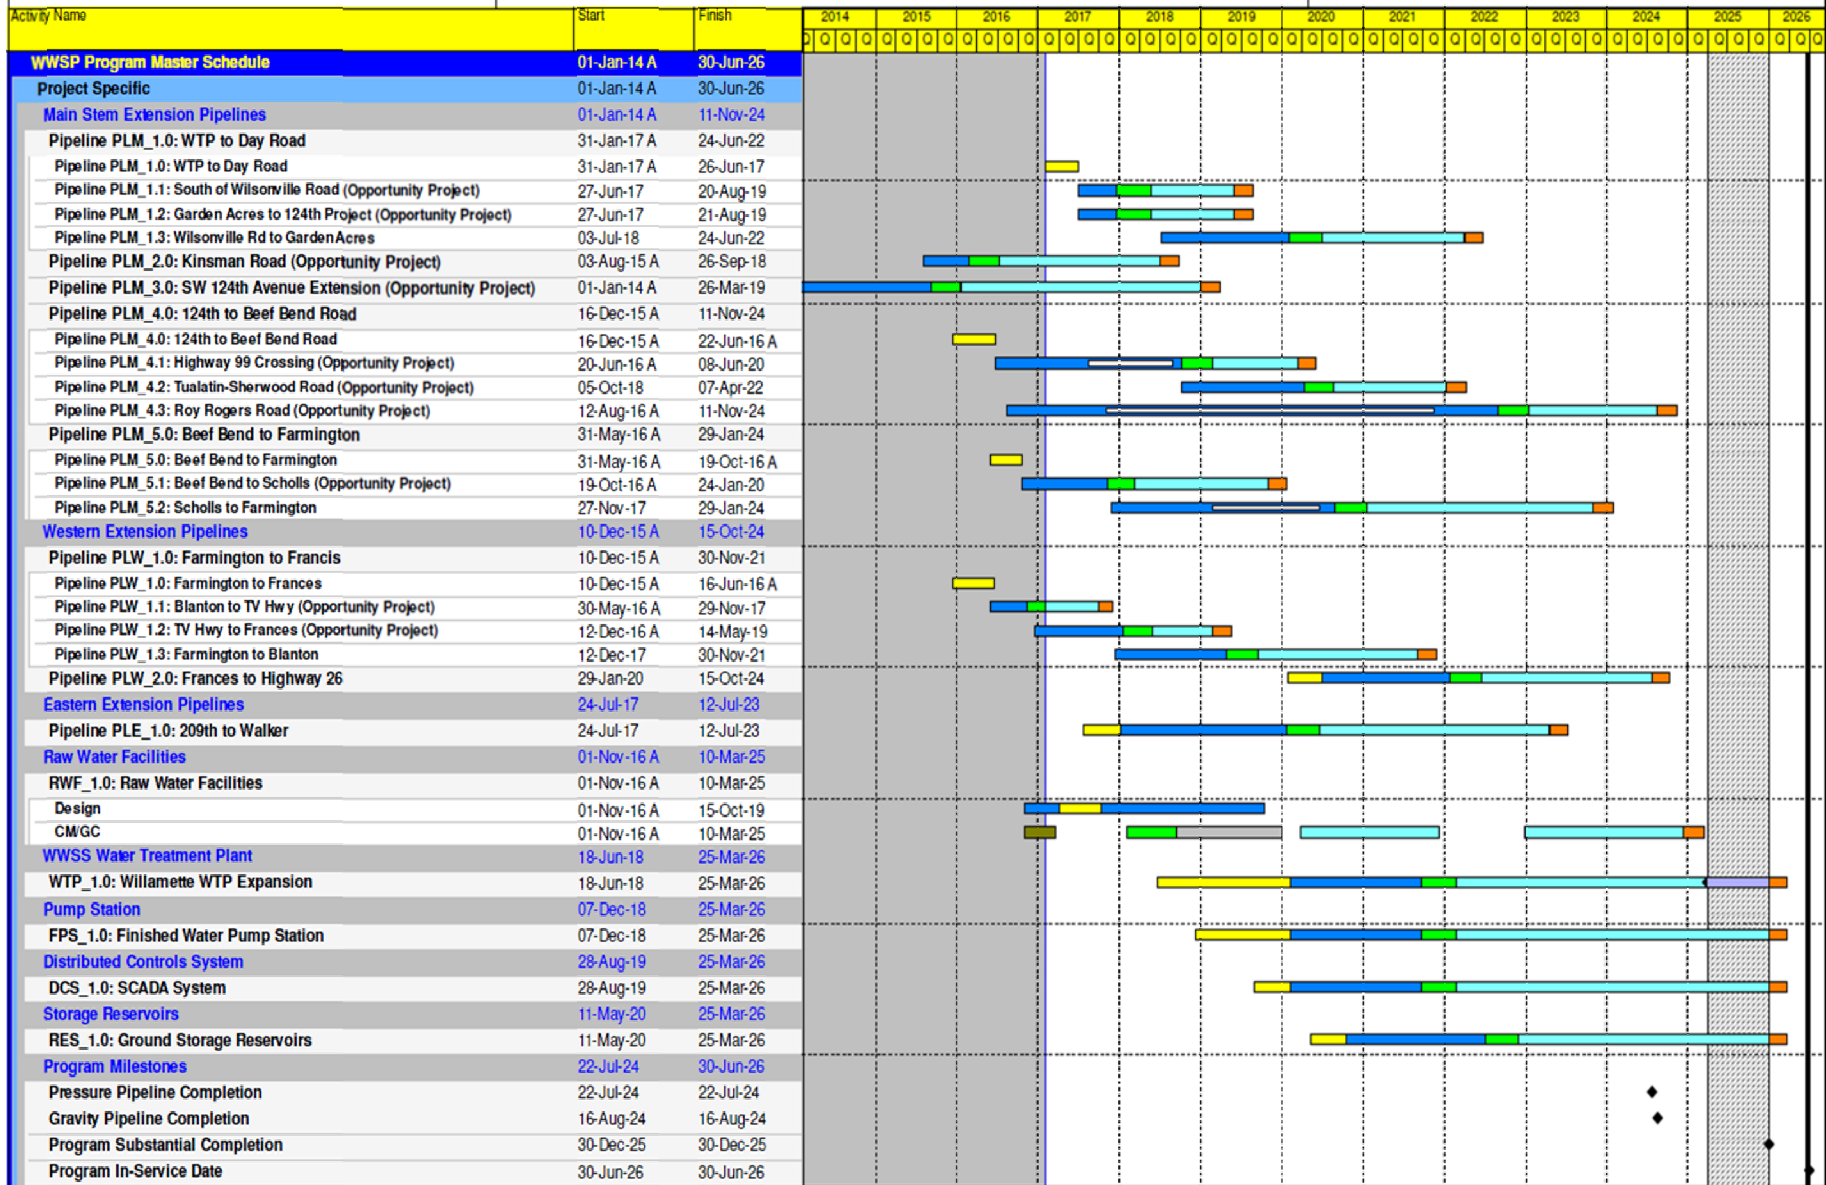 Activity Name Start Finish 2014 2015 2016 2017 2018 2019 2020 2021 2022 2023 2024 2025 2026
Q Q Q Q Q Q Q Q Q Q Q Q Q Q Q Q Q Q Q Q Q Q Q Q Q Q
WWSP Program Master Schedule 01-Jan-14 A 30-Jun-26
Project Specific 01-Jan-14 A 30-Jun-26
Main Stem Extension Pipelines 01-Jan-14 A 11-Nov-24
Pipeline PLM_1.0: WTP to Day Road 31-Jan-17 A 24-Jun-22
Pipeline PLM_1.0: WTP to Day Road 31-Jan-17 A 26-Jun-17
Pipeline PLM_1.1: South of Wilsonville Road (Opportunity Project) 27-Jun-17 20-Aug-19
Pipeline PLM_1.2: Garden Acres to 124th Project (Opportunity Project) 27-Jun-17 21-Aug-19
Pipeline PLM_1.3: Wilsonville Rd to Garden Acres 03-Jul-18 24-Jun-22
Pipeline PLM_2.0: Kinsman Road (Opportunity Project) 03-Aug-15 A 26-Sep-18
Pipeline PLM_3.0: SW 124th Avenue Extension (Opportunity Project) 01-Jan-14 A 26-Mar-19
Pipeline PLM_4.0: 124th to Beef Bend Road 16-Dec-15 A 11-Nov-24
Pipeline PLM_4.0: 124th to Beef Bend Road 16-Dec-15 A 22-Jun-16 A
Pipeline PLM_4.1: Highway 99 Crossing (Opportunity Project) 20-Jun-16 A 08-Jun-20
Pipeline PLM_4.2: Tualatin-Sherwood Road (Opportunity Project) 05-Oct-18 07-Apr-22
Pipeline PLM_4.3: Roy Rogers Road (Opportunity Project) 12-Aug-16 A 11-Nov-24
Pipeline PLM_5.0: Beef Bend to Farmington 31-May-16 A 29-Jan-24
Pipeline PLM_5.0: Beef Bend to Farmington 31-May-16 A 19-Oct-16 A
Pipeline PLM_5.1: Beef Bend to Scholls (Opportunity Project) 19-Oct-16 A 24-Jan-20
Pipeline PLM_5.2: Scholls to Farmington 27-Nov-17 29-Jan-24
Western Extension Pipelines 10-Dec-15 A 15-Oct-24
Pipeline PLW_1.0: Farmington to Francis 10-Dec-15 A 30-Nov-21
Pipeline PLW_1.0: Farmington to Frances 10-Dec-15 A 16-Jun-16 A
Pipeline PLW_1.1: Blanton to TV Hwy (Opportunity Project) 30-May-16 A 29-Nov-17
Pipeline PLW_1.2: TV Hwy to Frances (Opportunity Project) 12-Dec-16 A 14-May-19
Pipeline PLW_1.3: Farmington to Blanton 12-Dec-17 30-Nov-21
Pipeline PLW_2.0: Frances to Highway 26 29-Jan-20 15-Oct-24
Eastern Extension Pipelines 24-Jul-17 12-Jul-23
Pipeline PLE_1.0: 209th to Walker 24-Jul-17 12-Jul-23
Raw Water Facilities 01-Nov-16 A 10-Mar-25
RWF_1.0: Raw Water Facilities 01-Nov-16 A 10-Mar-25
Design 01-Nov-16 A 15-Oct-19
CM/GC 01-Nov-16 A 10-Mar-25
WWSS Water Treatment Plant 18-Jun-18 25-Mar-26
WTP_1.0: Willamette WTP Expansion 18-Jun-18 25-Mar-26
Pump Station 07-Dec-18 25-Mar-26
FPS_1.0: Finished Water Pump Station 07-Dec-18 25-Mar-26
Distributed Controls System 28-Aug-19 25-Mar-26
DCS_1.0: SCADA System 28-Aug-19 25-Mar-26
Storage Reservoirs 11-May-20 25-Mar-26
RES_1.0: Ground Storage Reservoirs 11-May-20 25-Mar-26
Program Milestones 22-Jul-24 30-Jun-26
Pressure Pipeline Completion 22-Jul-24 22-Jul-24
Gravity Pipeline Completion 16-Aug-24 16-Aug-24
Program Substantial Completion 30-Dec-25 30-Dec-25
Program In-Service Date 30-Jun-26 30-Jun-26